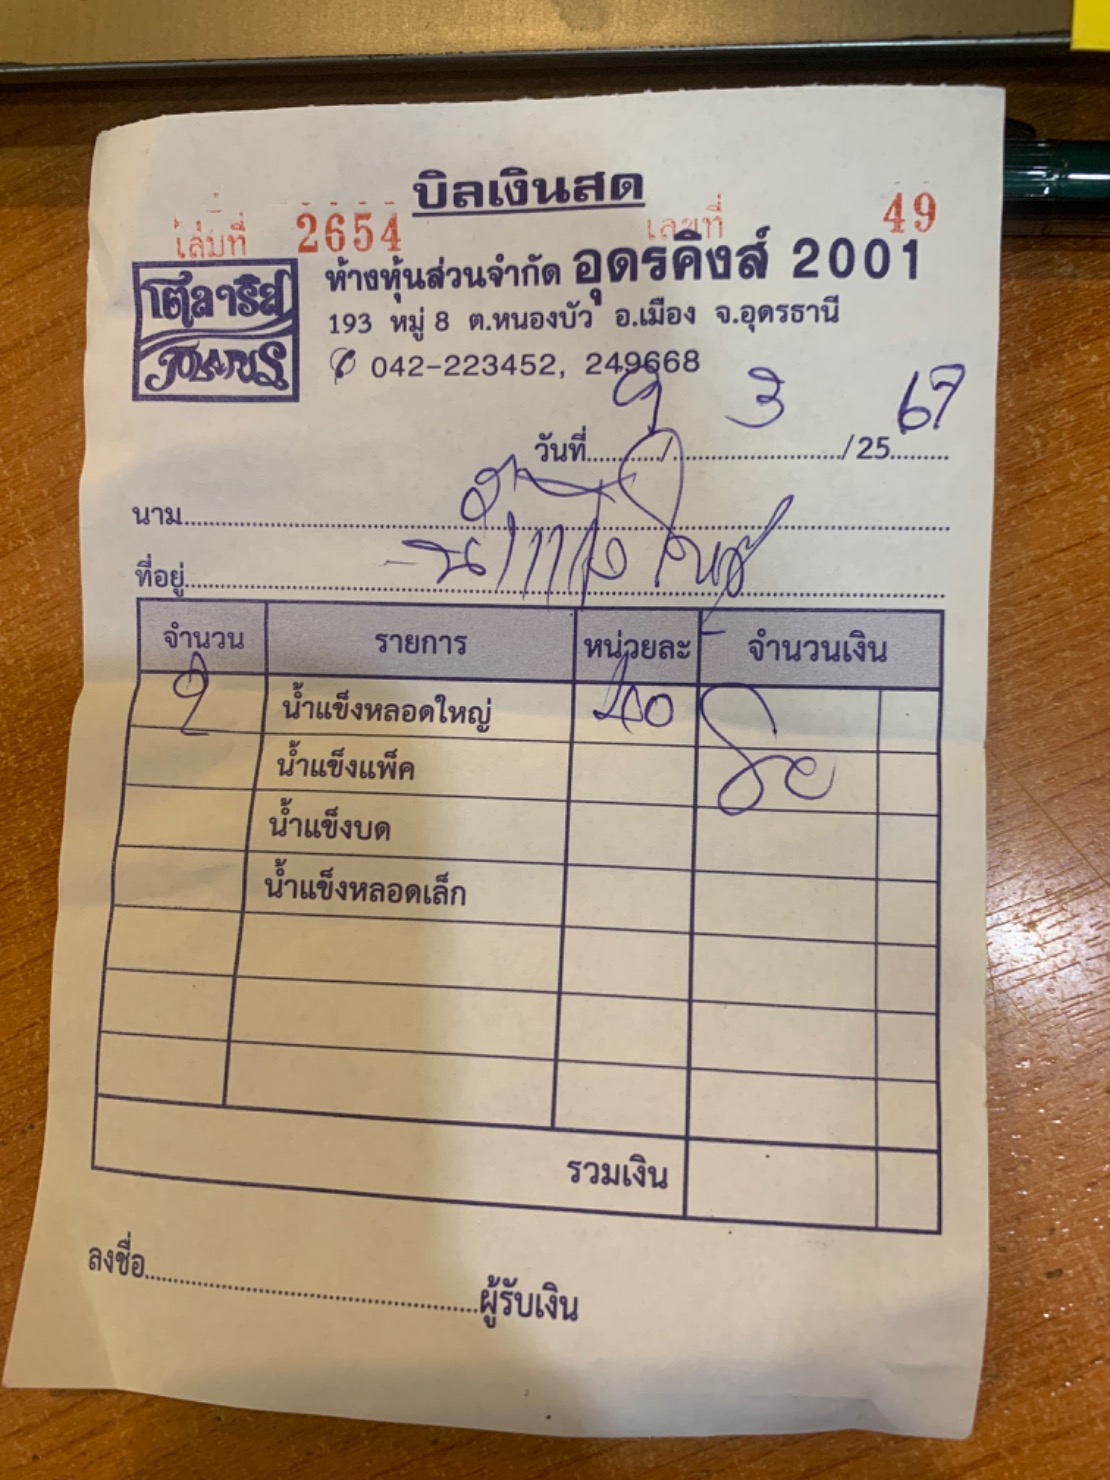 บิลเงินสด
เล่มที่ 2654 เลขที่ 49
โพลาริส
POLARIS
ห้างหุ้นส่วนจำกัด อุดรคิงส์ 2001
193 หมู่ 8 ต.หนองบัว อ.เมือง จ.อุดรธานี
042-223452, 249668
วันที่ 9 / 3 /25 67
นาม
ที่อยู่
จำนวน รายการ หน่วยละ จำนวนเงิน
2 น้ำแข็งหลอดใหญ่ 40 80
น้ำแข็งแพ็ค
น้ำแข็งบด
น้ำแข็งหลอดเล็ก
รวมเงิน
ลงชื่อ ผู้รับเงิน